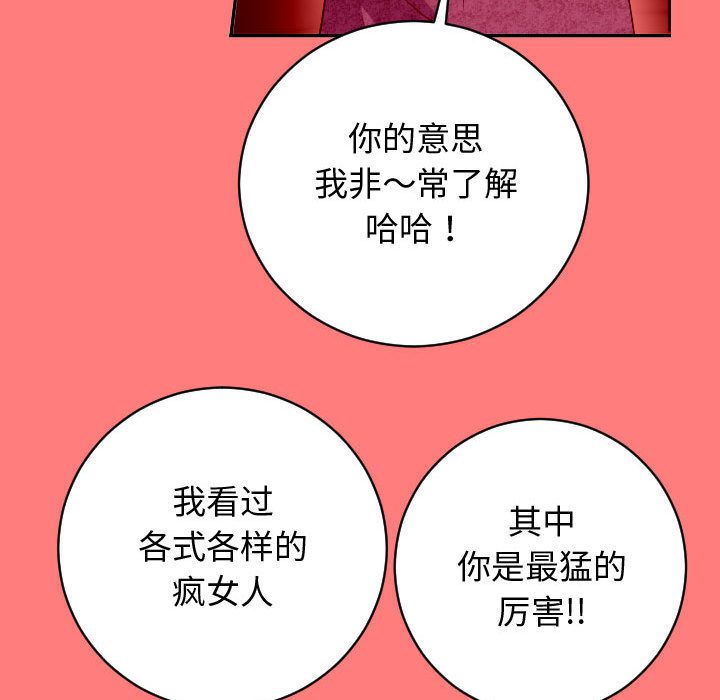 你的意思
我非～常了解
哈哈！
我看过
各式各样的
疯女人
其中
你是最猛的
厉害!!